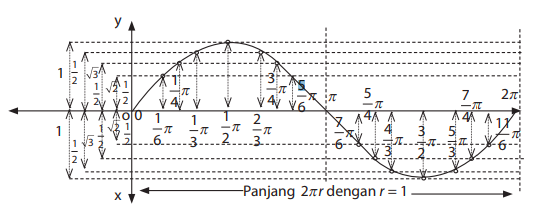 y
1 1/2 √3 1/2 √2 1/2
1/4 π 3/4 π 5/6 π π 5/4 π 7/4 π 2π
O 0
1/6 π 1/3 π 1/2 π 2/3 π 7/6 π 4/3 π 3/2 π 5/3 π 11/6 π
1 1/2 √3 1/2 √2 1/2
x Panjang 2πr dengan r = 1